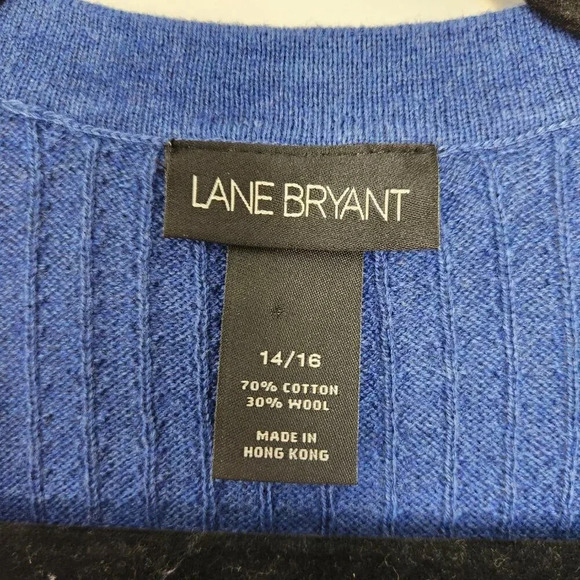 LANE BRYANT
14/16
70% COTTON
30% WOOL
MADE IN
HONG KONG